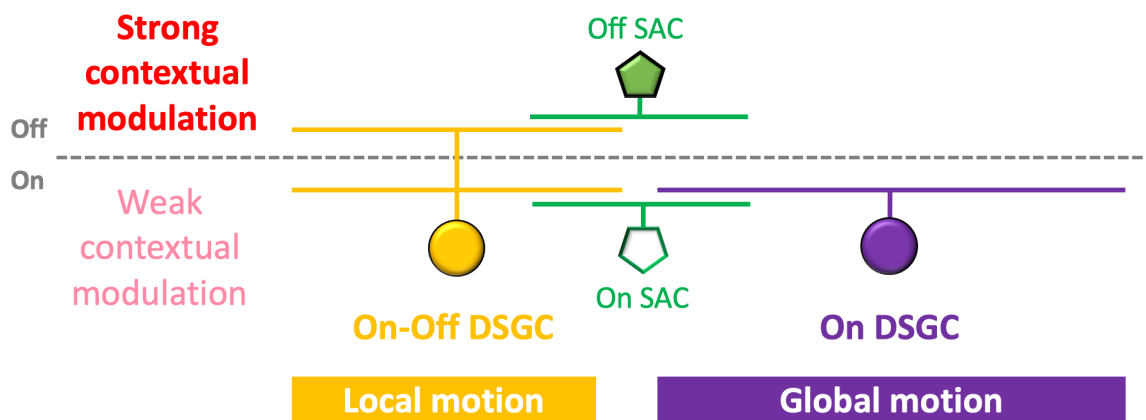 Strong
contextual
modulation
Off SAC
Off
On
Weak
contextual
modulation
On SAC
On-Off DSGC
On DSGC
Local motion
Global motion